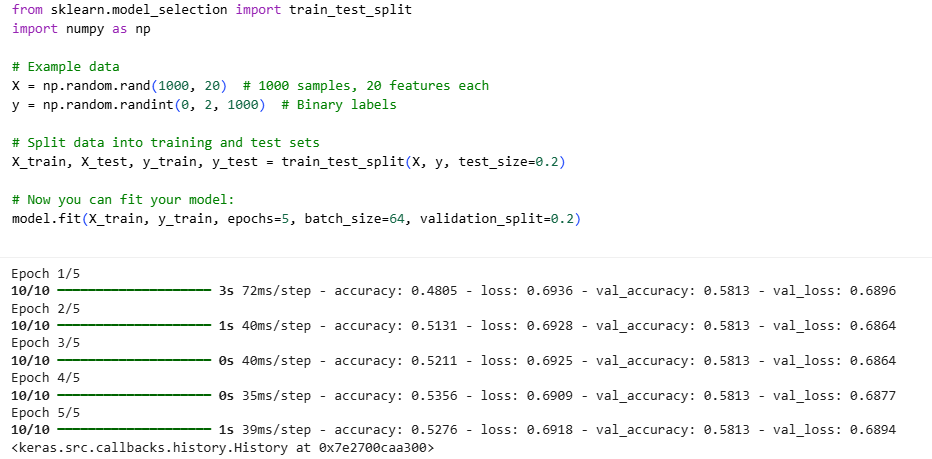 from sklearn.model_selection import train_test_split
import numpy as np
# Example data
X = np.random.rand(1000, 20)  # 1000 samples, 20 features each
y = np.random.randint(0, 2, 1000)  # Binary labels
# Split data into training and test sets
X_train, X_test, y_train, y_test = train_test_split(X, y, test_size=0.2)
# Now you can fit your model:
model.fit(X_train, y_train, epochs=5, batch_size=64, validation_split=0.2)
Epoch 1/5
10/10 ━━━━━━━━━━━━━━━━━━━━ 3s 72ms/step - accuracy: 0.4805 - loss: 0.6936 - val_accuracy: 0.5813 - val_loss: 0.6896
Epoch 2/5
10/10 ━━━━━━━━━━━━━━━━━━━━ 1s 40ms/step - accuracy: 0.5131 - loss: 0.6928 - val_accuracy: 0.5813 - val_loss: 0.6864
Epoch 3/5
10/10 ━━━━━━━━━━━━━━━━━━━━ 0s 40ms/step - accuracy: 0.5211 - loss: 0.6925 - val_accuracy: 0.5813 - val_loss: 0.6864
Epoch 4/5
10/10 ━━━━━━━━━━━━━━━━━━━━ 0s 35ms/step - accuracy: 0.5356 - loss: 0.6909 - val_accuracy: 0.5813 - val_loss: 0.6877
Epoch 5/5
10/10 ━━━━━━━━━━━━━━━━━━━━ 1s 39ms/step - accuracy: 0.5276 - loss: 0.6918 - val_accuracy: 0.5813 - val_loss: 0.6894
<keras.src.callbacks.history.History at 0x7e2700caa300>